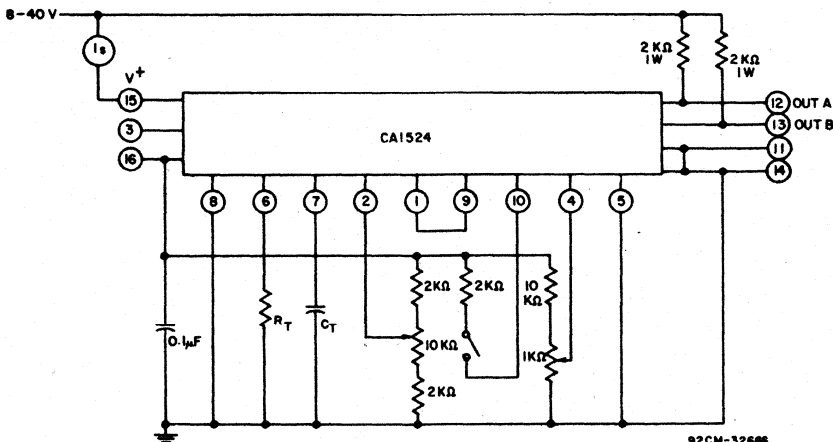 8-40 V
1s
2 KΩ
1W
2 KΩ
1W
V+
15
12 OUT A
3
CA1524
13 OUT B
16
11
14
8
6
7
2
1
9
10
4
5
2KΩ
2KΩ
10
KΩ
0.1μF
RT
CT
10KΩ
1KΩ
2KΩ
92CM-32686